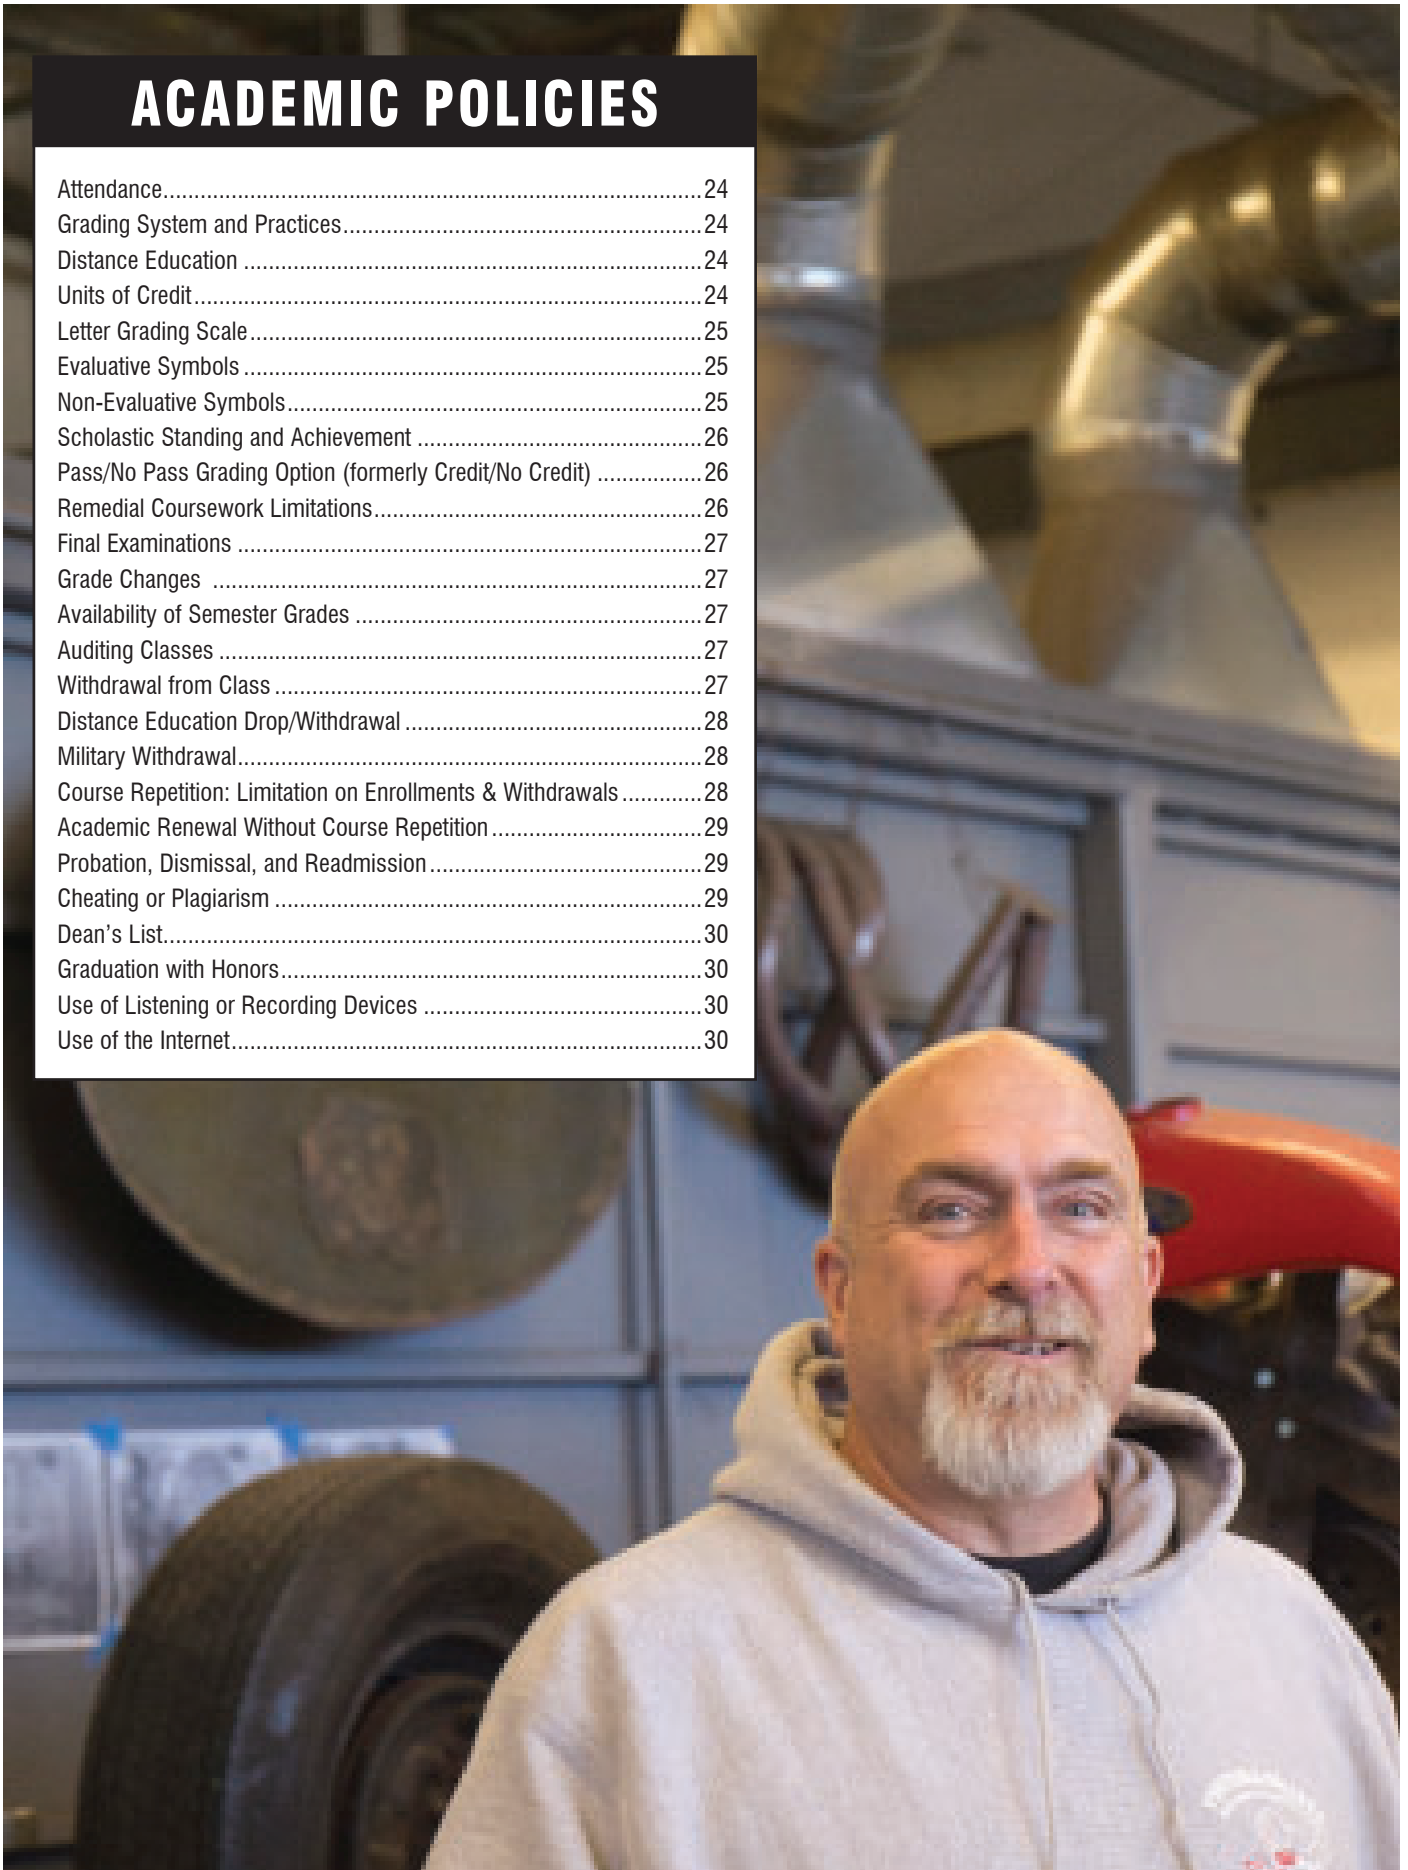 ACADEMIC POLICIES
Attendance.......................................................................................24
Grading System and Practices..........................................................24
Distance Education ..........................................................................24
Units of Credit..................................................................................24
Letter Grading Scale.........................................................................25
Evaluative Symbols ..........................................................................25
Non-Evaluative Symbols...................................................................25
Scholastic Standing and Achievement ..............................................26
Pass/No Pass Grading Option (formerly Credit/No Credit) .................26
Remedial Coursework Limitations.....................................................26
Final Examinations ...........................................................................27
Grade Changes ...............................................................................27
Availability of Semester Grades ........................................................27
Auditing Classes ..............................................................................27
Withdrawal from Class .....................................................................27
Distance Education Drop/Withdrawal ................................................28
Military Withdrawal...........................................................................28
Course Repetition: Limitation on Enrollments & Withdrawals .............28
Academic Renewal Without Course Repetition ..................................29
Probation, Dismissal, and Readmission ............................................29
Cheating or Plagiarism .....................................................................29
Dean’s List.......................................................................................30
Graduation with Honors....................................................................30
Use of Listening or Recording Devices .............................................30
Use of the Internet............................................................................30